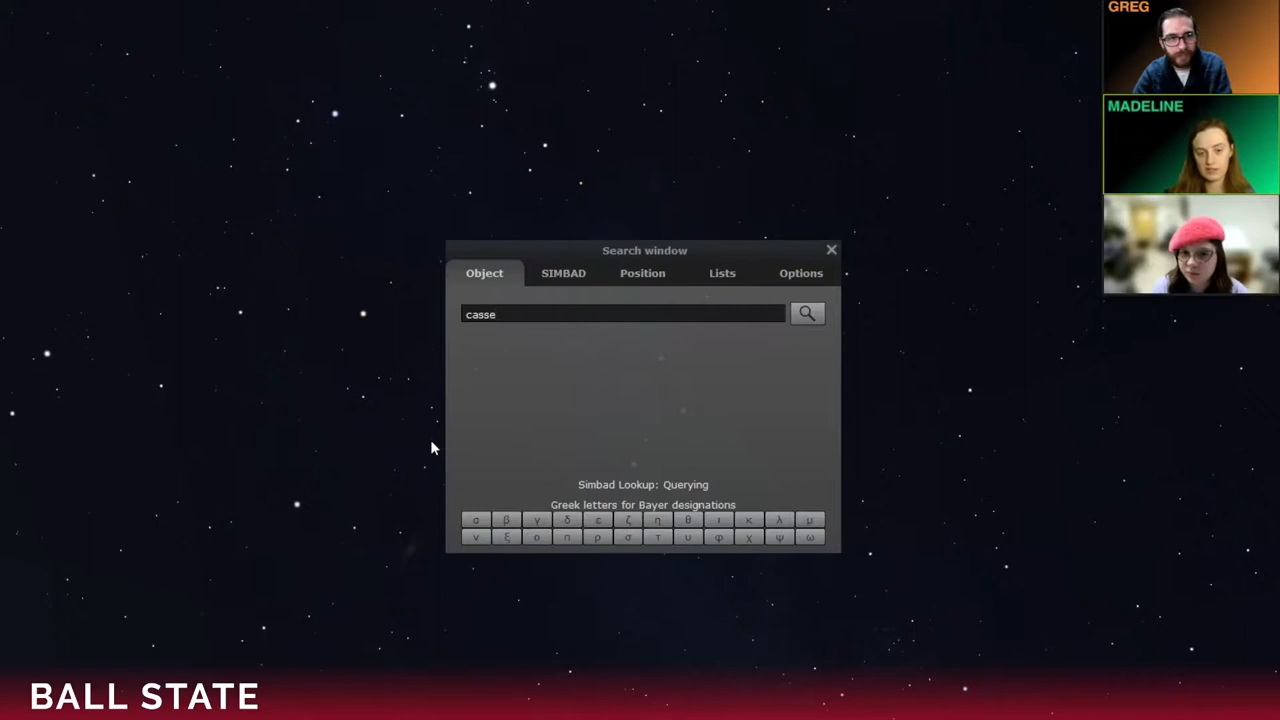 GREG
MADELINE
Search window
Object SIMBAD Position Lists Options
casse
Simbad Lookup: Querying
Greek letters for Bayer designations
α β γ δ ε ζ η θ ι κ λ μ
ν ξ ο π ρ σ τ υ φ χ ψ ω
BALL STATE